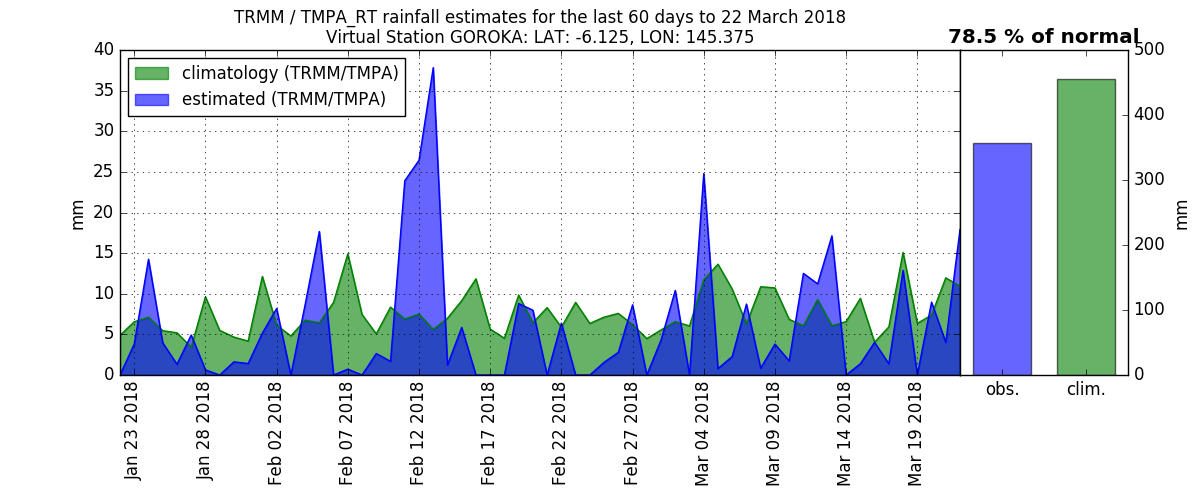 TRMM / TMPA_RT rainfall estimates for the last 60 days to 22 March 2018
Virtual Station GOROKA: LAT: -6.125, LON: 145.375
78.5 % of normal
climatology (TRMM/TMPA)
estimated (TRMM/TMPA)
mm
40
35
30
25
20
15
10
5
0
500
400
300
200
100
0
mm
obs.
clim.
Jan 23 2018
Jan 28 2018
Feb 02 2018
Feb 07 2018
Feb 12 2018
Feb 17 2018
Feb 22 2018
Feb 27 2018
Mar 04 2018
Mar 09 2018
Mar 14 2018
Mar 19 2018